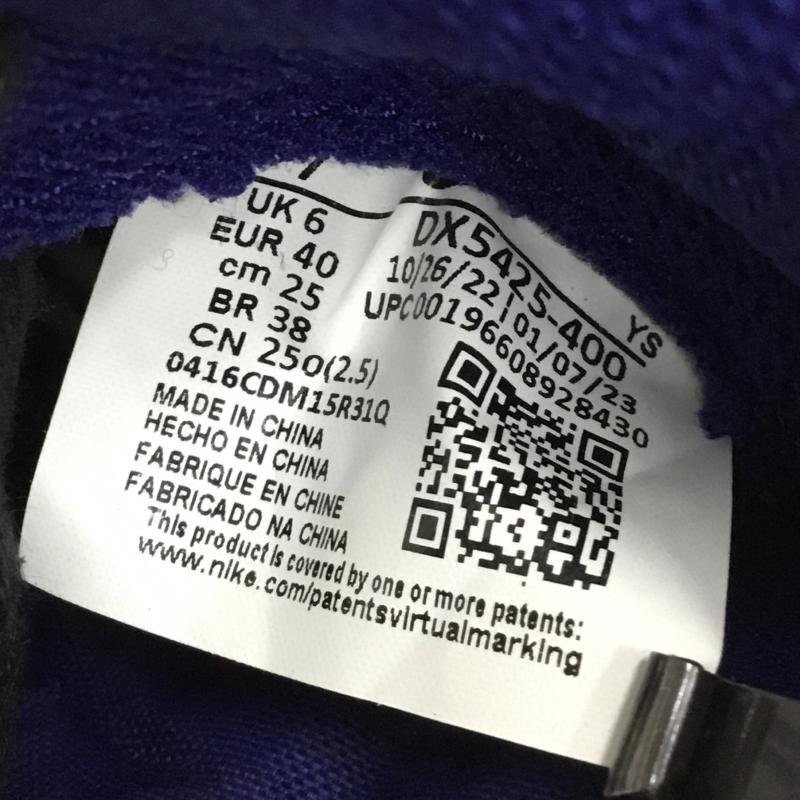 YS
UK 6
EUR 40
cm 25
BR 38
CN 250(2.5)
0416CDM15R31Q
DX5425-400
10/26/22|01/07/23
UPC00196608928430
MADE IN CHINA
HECHO EN CHINA
FABRIQUE EN CHINE
FABRICADO NA CHINA
This product is covered by one or more patents:
www.nike.com/patentsvirtualmarking